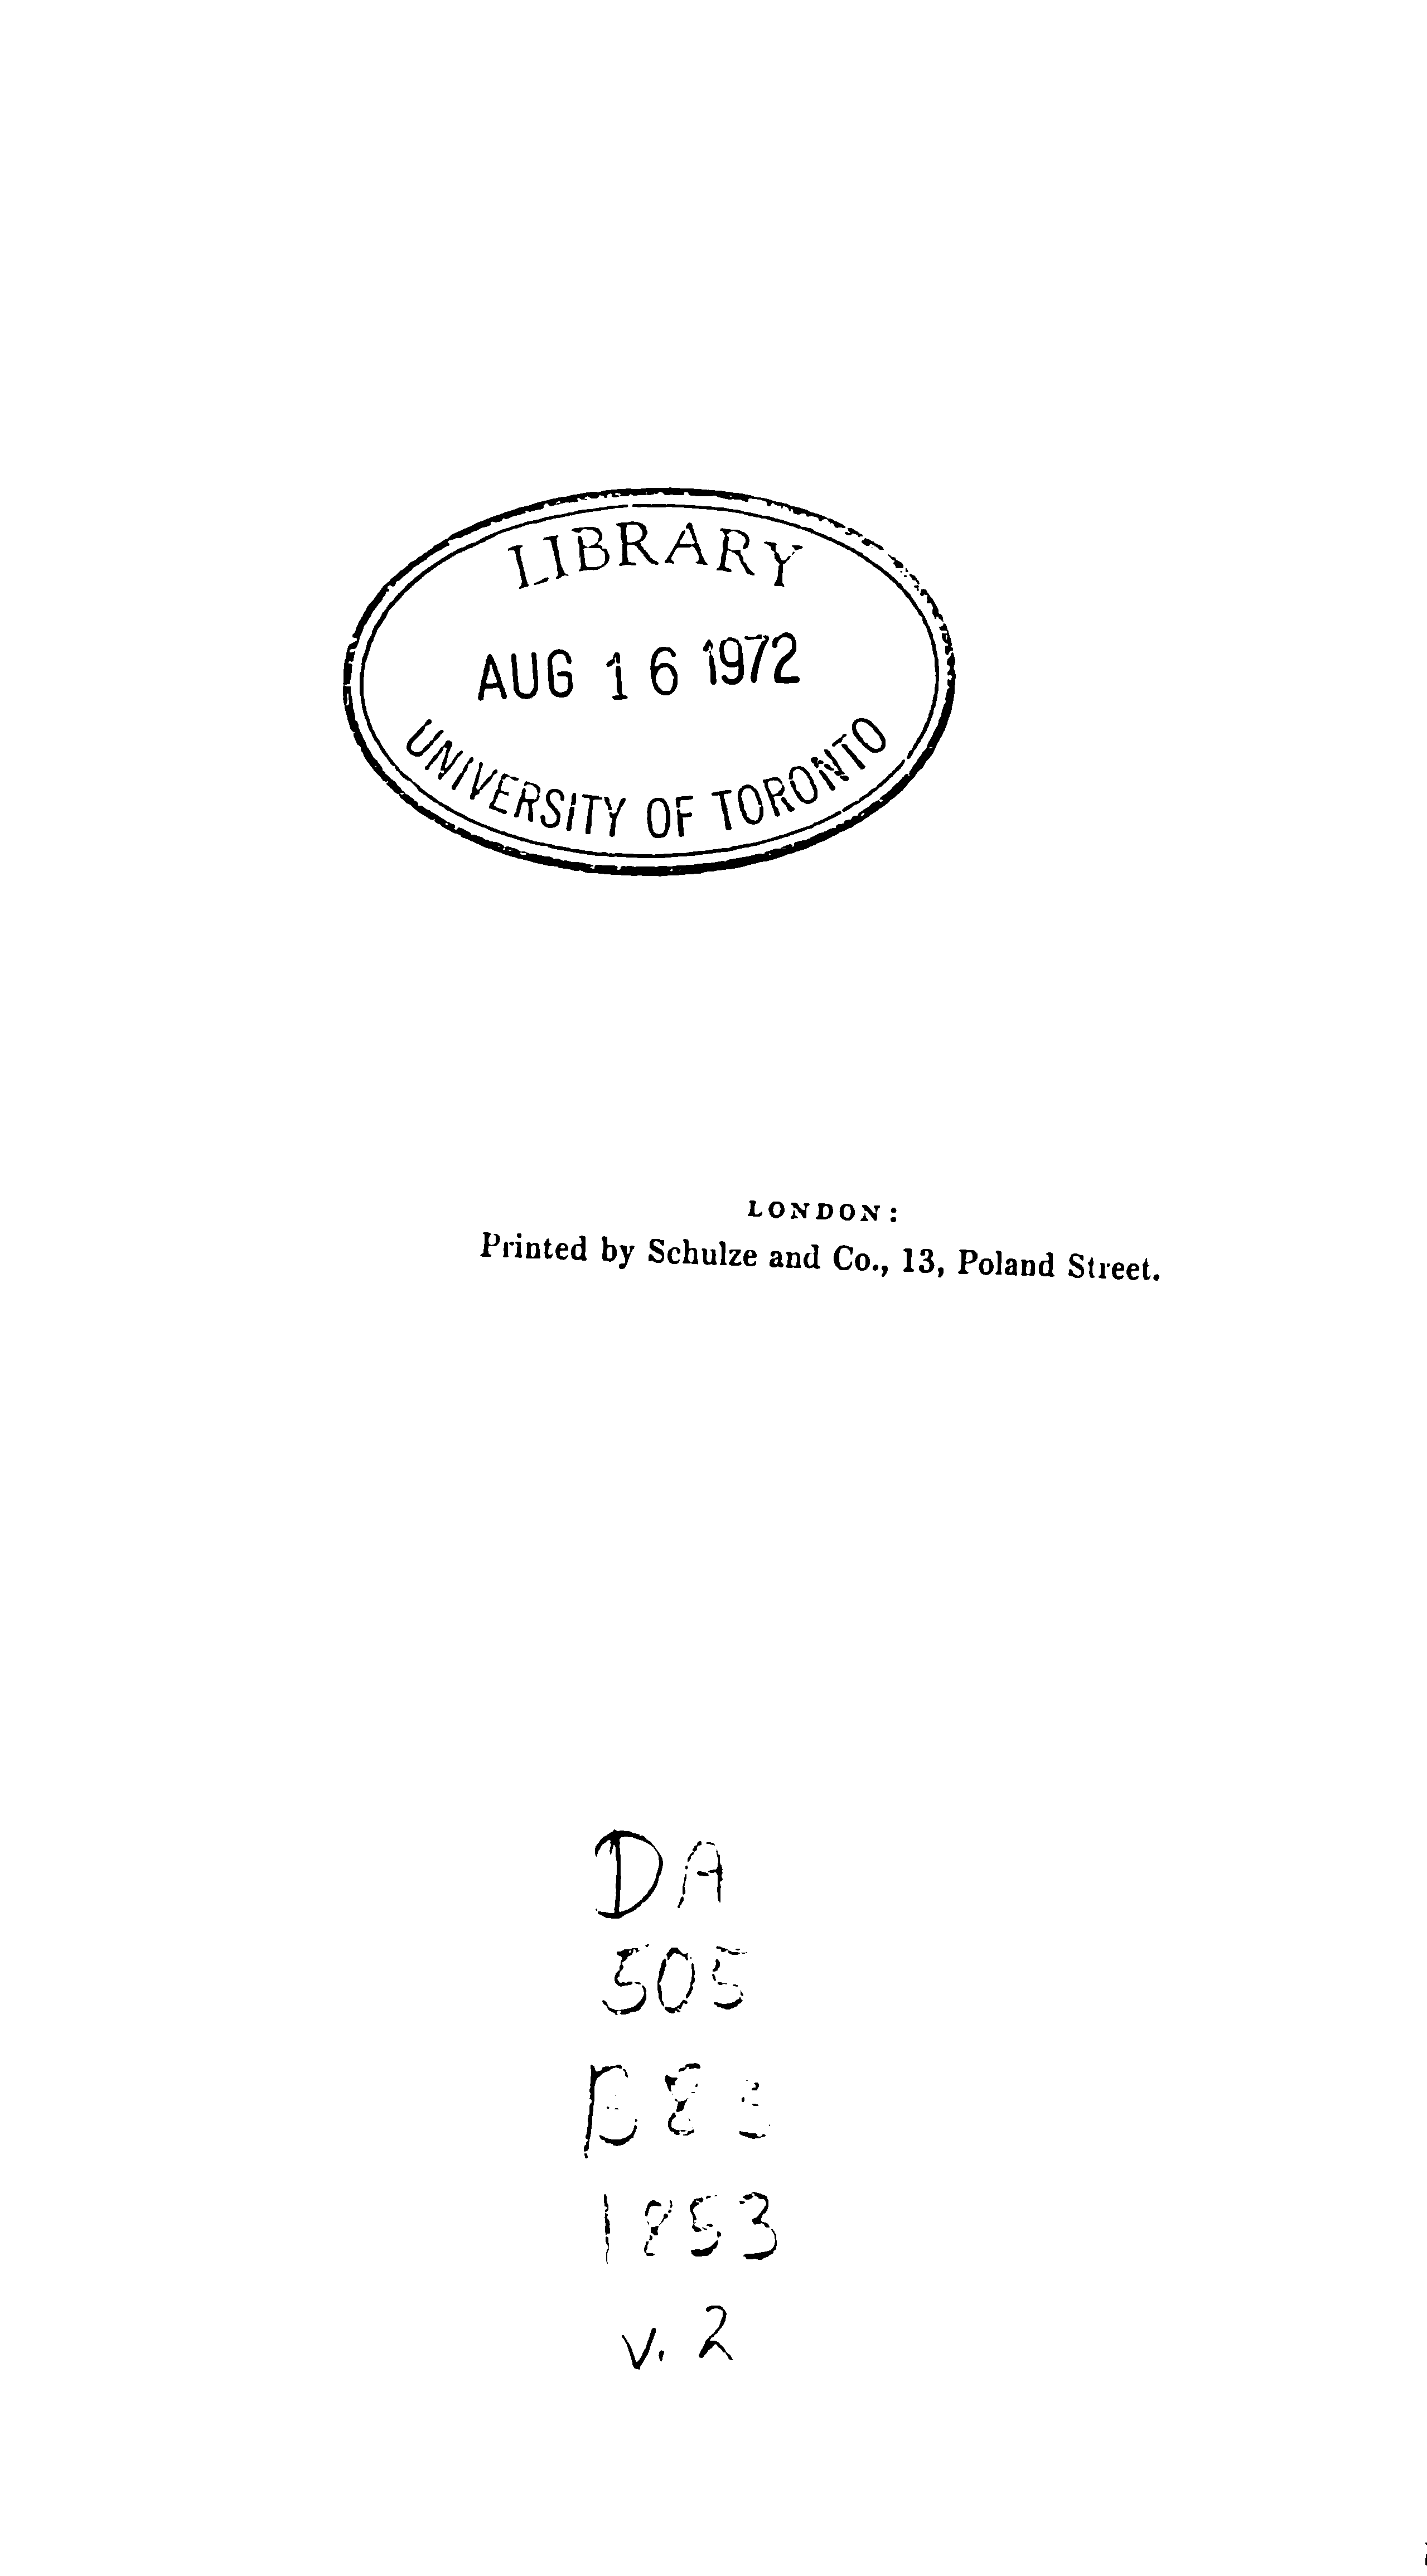 LIBRARY
AUG 16 1972
UNIVERSITY OF TORONTO
LONDON:
Printed by Schulze and Co., 13, Poland Street.
DA
505
B83
1853
v. 2